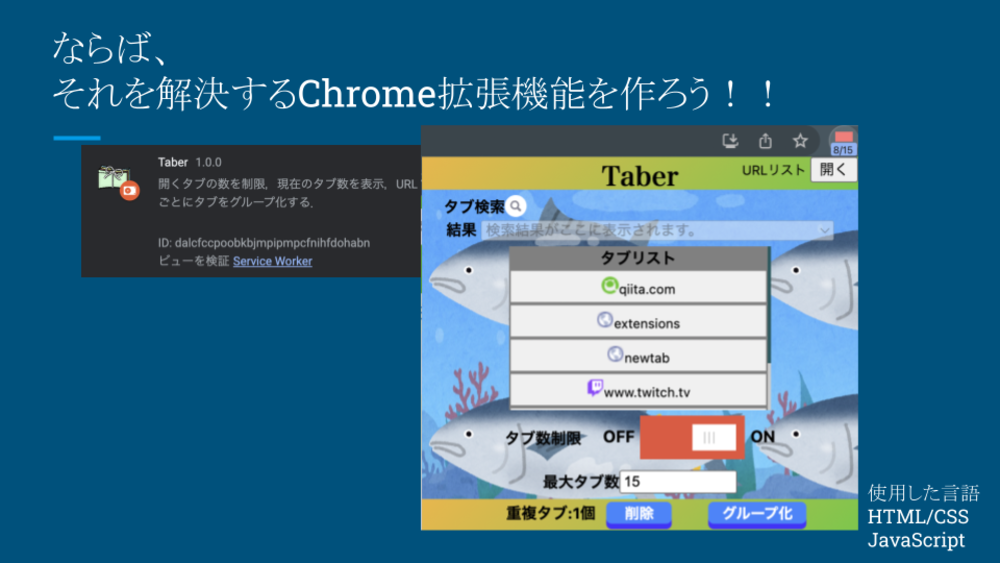 ならば、
それを解決するChrome拡張機能を作ろう！！
Taber 1.0.0
開くタブの数を制限，現在のタブ数を表示，URL
ごとにタブをグループ化する．
ID: dalcfccpoobkbjmpipmpcfnihfdohabn
ビューを検証 Service Worker
8/15
Taber
URLリスト 開く
タブ検索
結果 検索結果がここに表示されます。
タブリスト
qiita.com
extensions
newtab
www.twitch.tv
タブ数制限 OFF ON
最大タブ数 15
重複タブ:1個 削除 グループ化
使用した言語
HTML/CSS
JavaScript